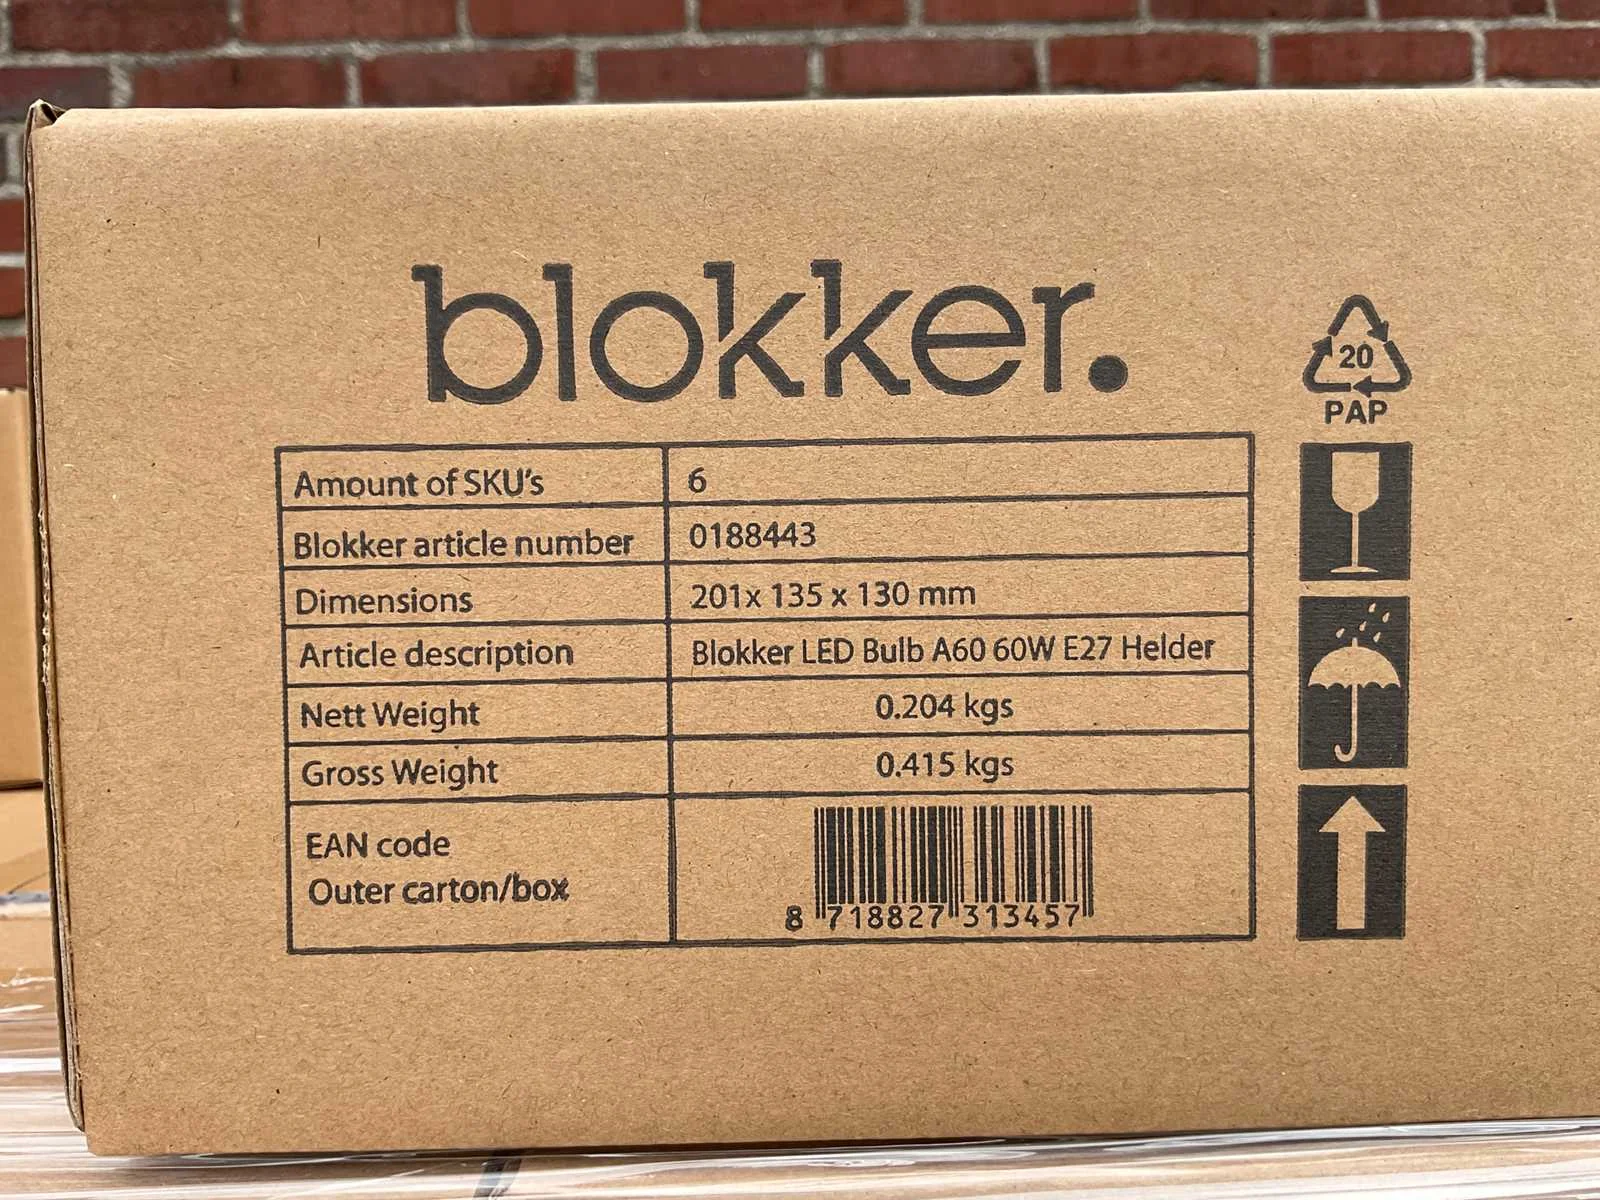 blokker.
20
PAP
Amount of SKU's 6
Blokker article number 0188443
Dimensions 201x 135 x 130 mm
Article description Blokker LED Bulb A60 60W E27 Helder
Nett Weight 0.204 kgs
Gross Weight 0.415 kgs
EAN code
Outer carton/box
8 718827 313457